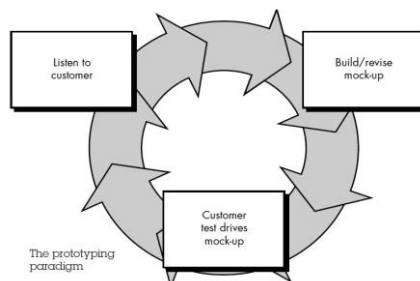 Listen to
customer
Build/revise
mock-up
Customer
test drives
mock-up
The prototyping
paradigm